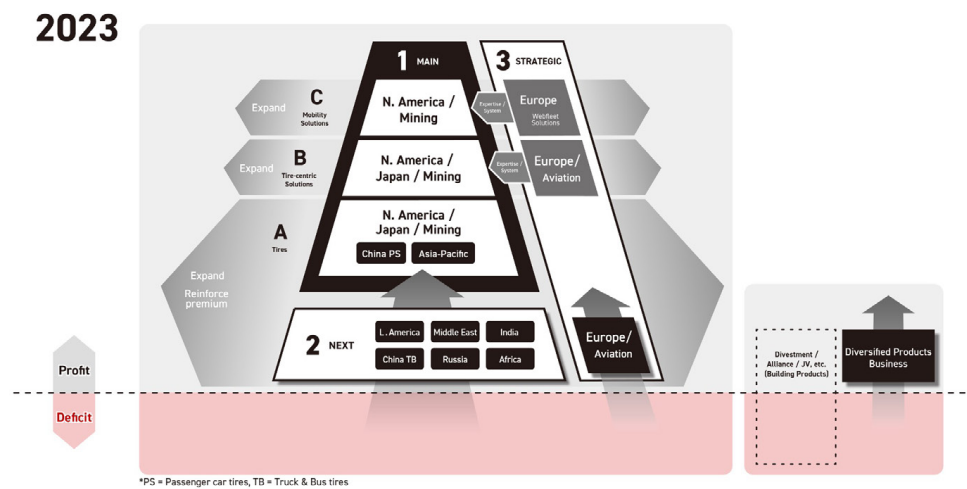 2023
1 MAIN
3 STRATEGIC
Expand
C
Mobility
Solutions
N. America /
Mining
Expertise /
System
Europe
Webfleet
Solutions
Expand
B
Tire-centric
Solutions
N. America /
Japan / Mining
Expertise /
System
Europe/
Aviation
A
Tires
N. America /
Japan / Mining
China PS
Asia-Pacific
Expand
Reinforce
premium
2 NEXT
L. America
Middle East
India
China TB
Russia
Africa
Europe/
Aviation
Divestment /
Alliance / JV, etc.
(Building Products)
Diversified Products
Business
Profit
Deficit
*PS = Passenger car tires, TB = Truck & Bus tires